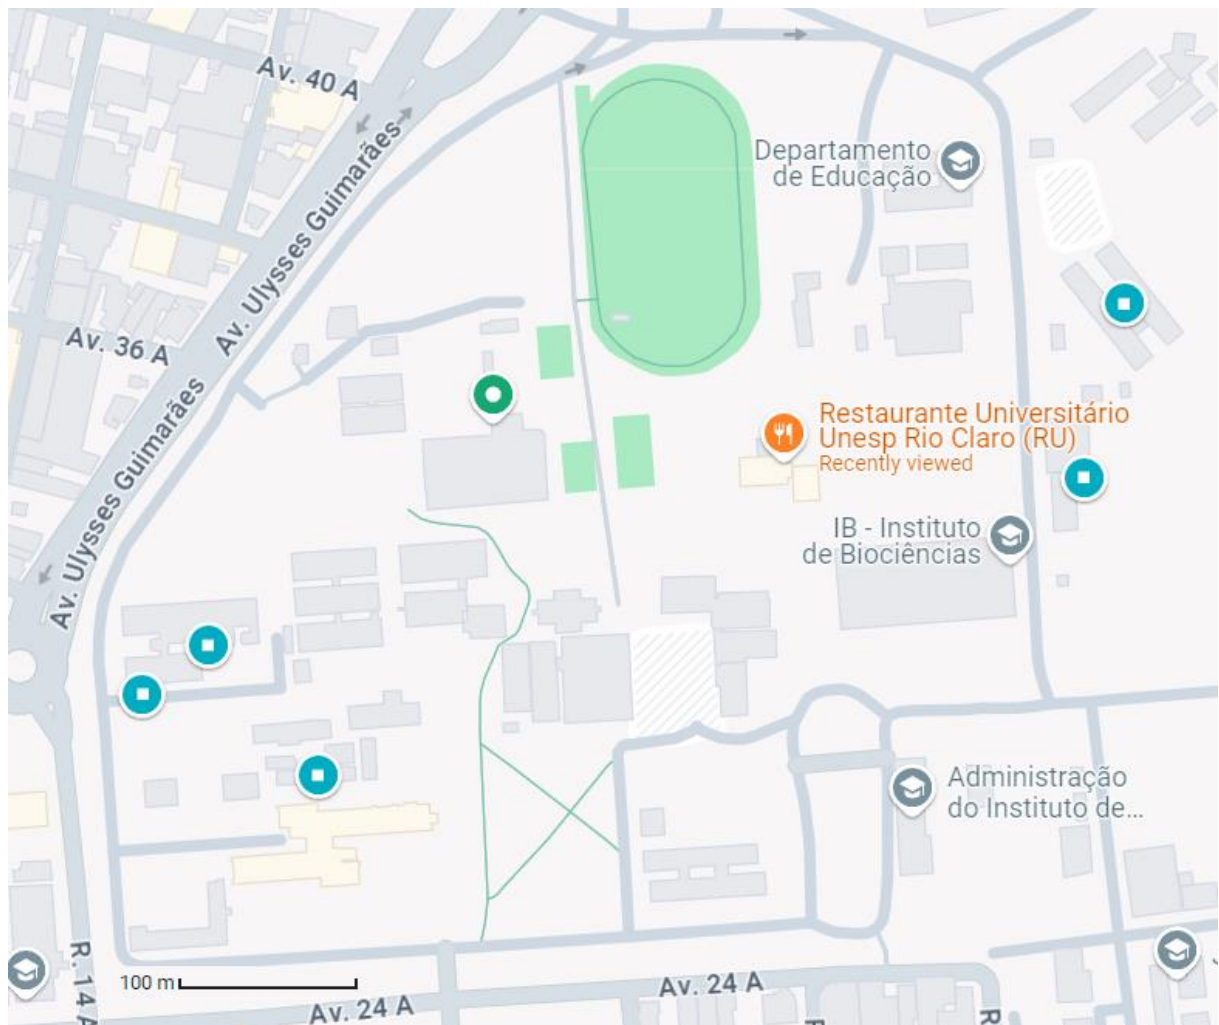 Av. 40 A
Av. Ulysses Guimarães
Departamento
de Educação
Av. 36 A
Restaurante Universitário
Unesp Rio Claro (RU)
Recently viewed
Av. Ulysses Guimarães
IB - Instituto
de Biociências
Administração
do Instituto de...
R. 14 A
100 m
Av. 24 A
Av. 24 A
R